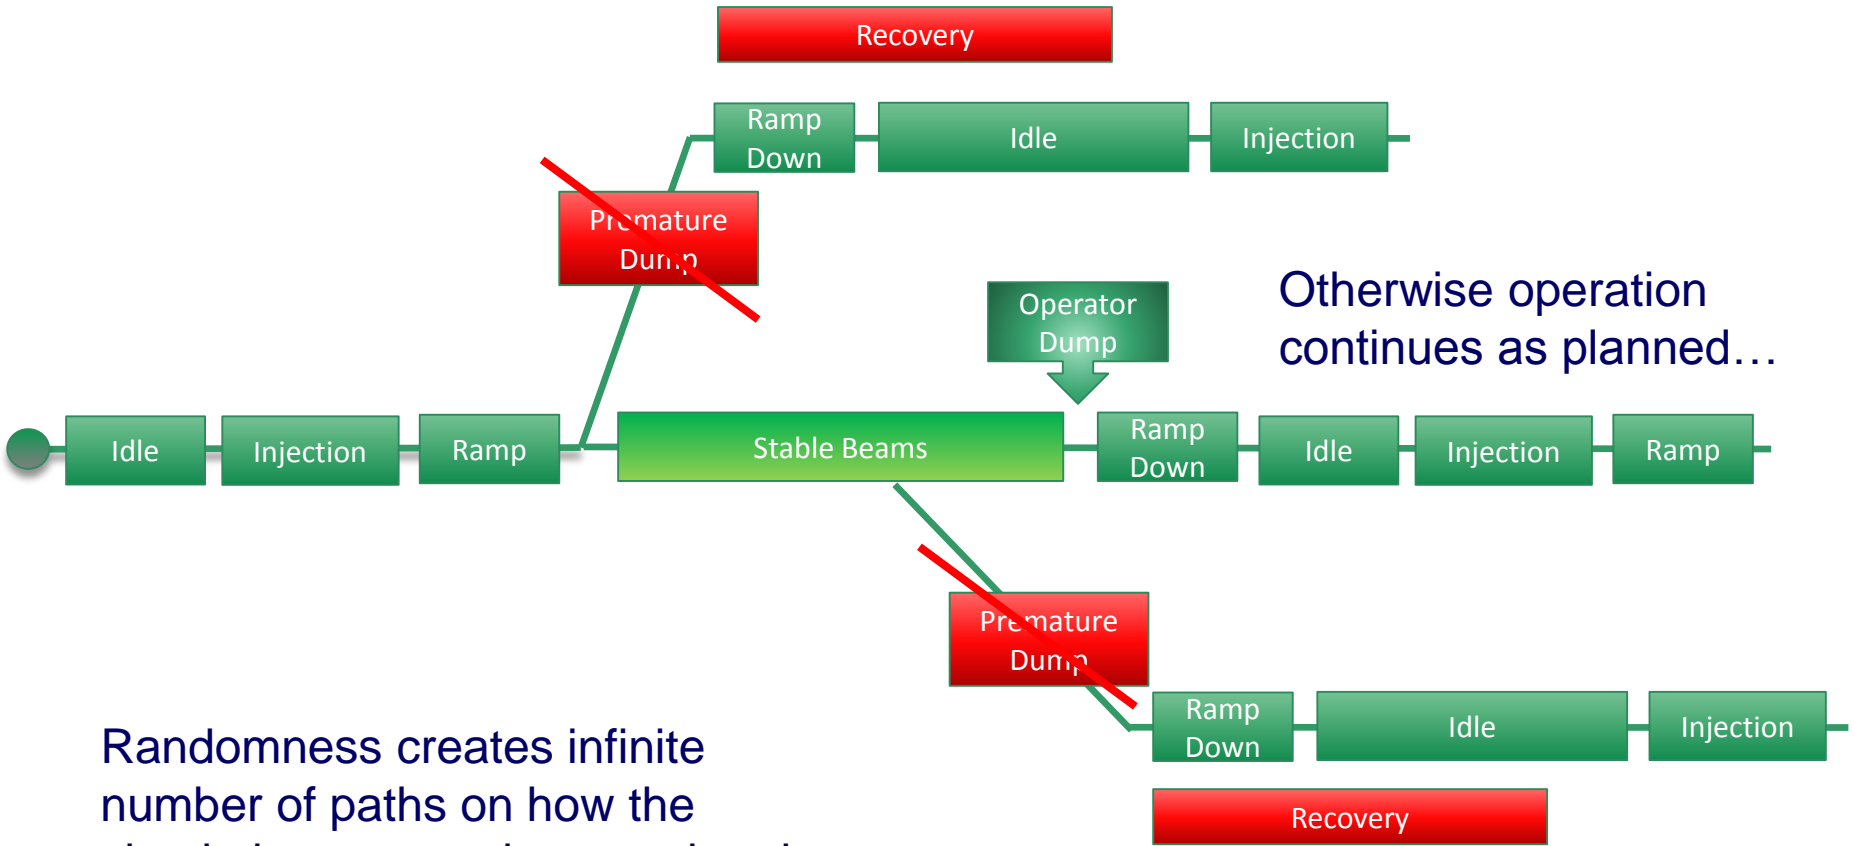 Recovery
Ramp
Down
Idle
Injection
Premature
Dump
Operator
Dump
Otherwise operation
continues as planned…
Idle
Injection
Ramp
Stable Beams
Ramp
Down
Idle
Injection
Ramp
Premature
Dump
Ramp
Down
Idle
Injection
Recovery
Randomness creates infinite
number of paths on how the